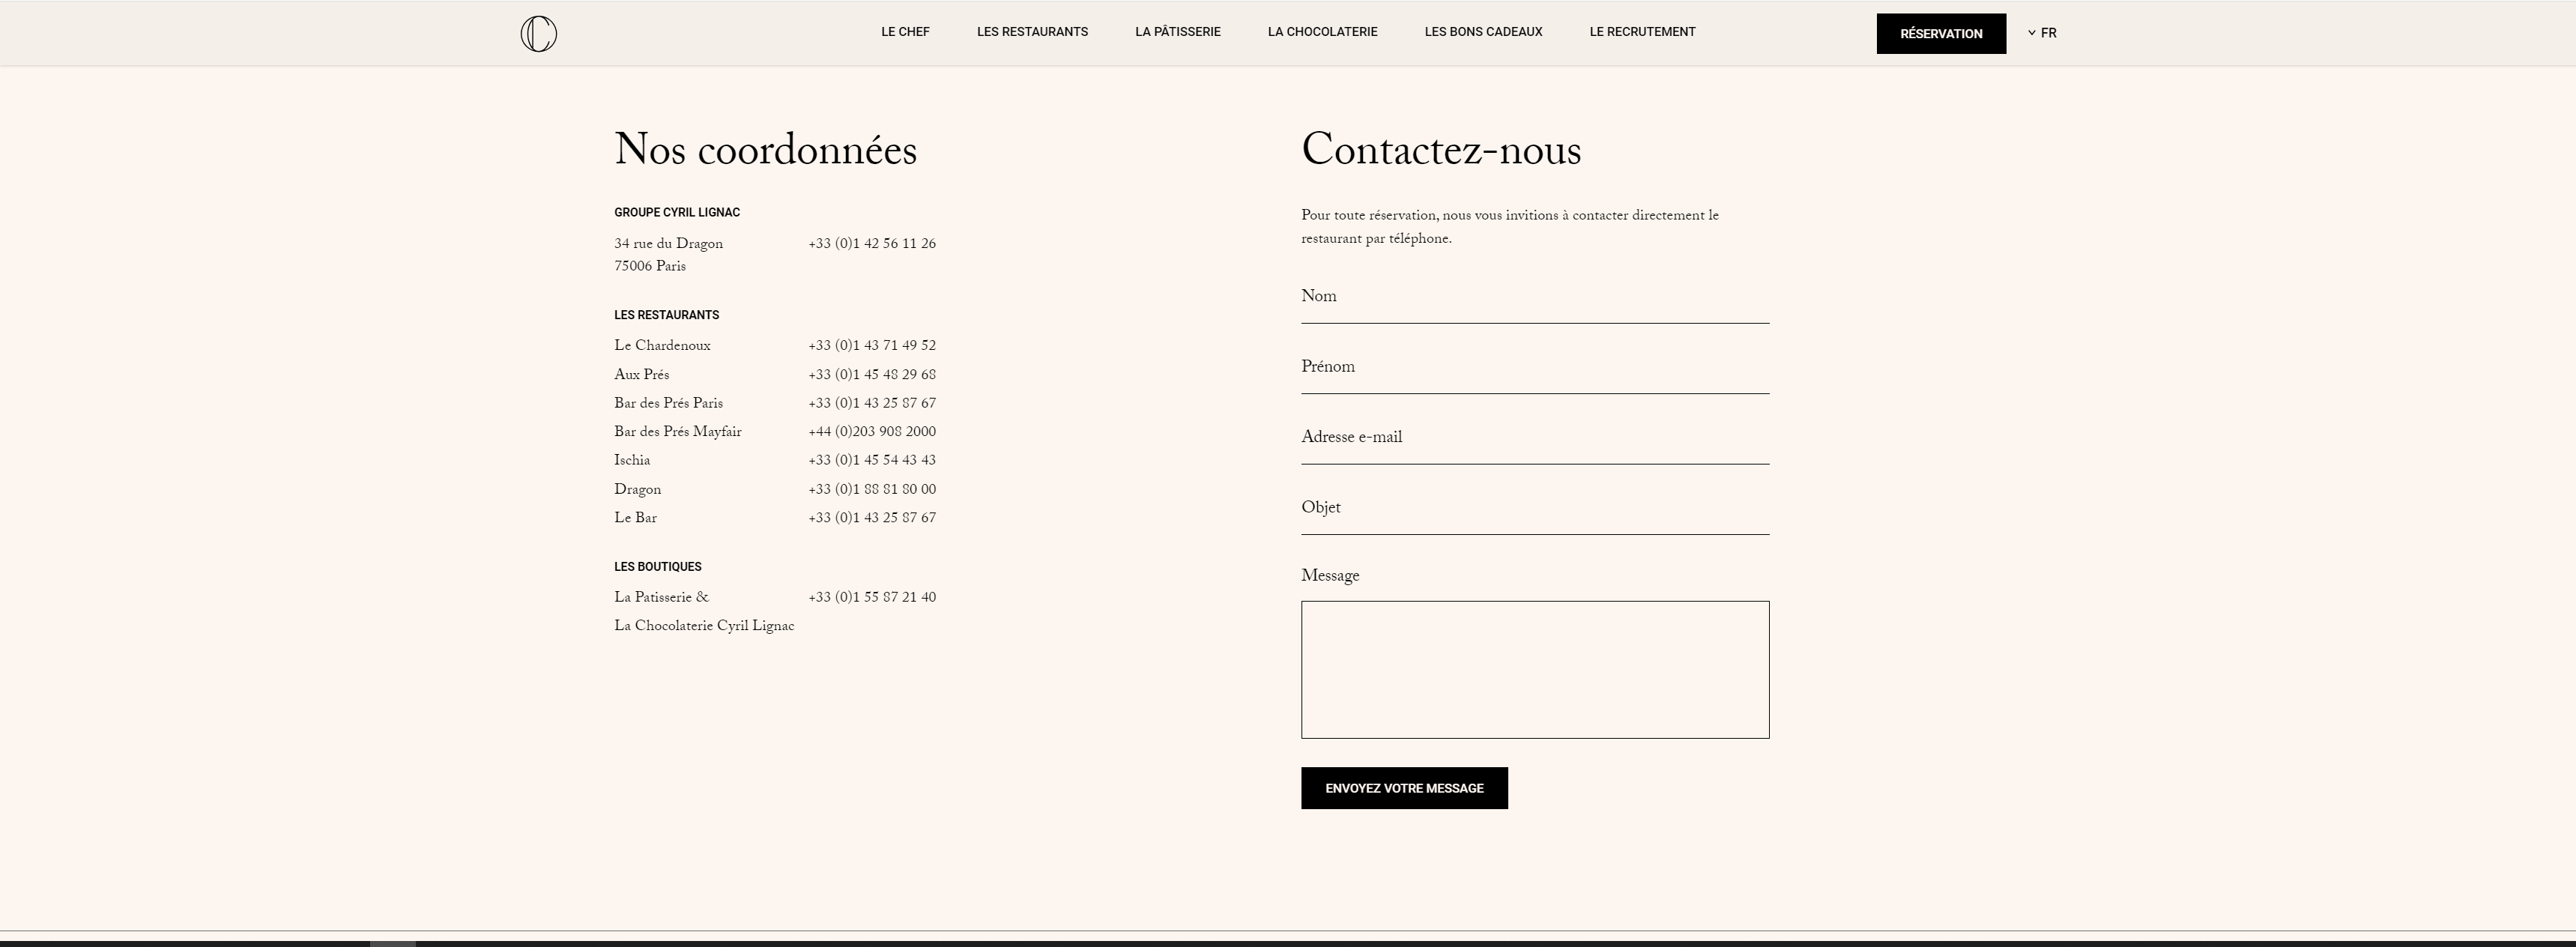 LE CHEF LES RESTAURANTS LA PÂTISSERIE LA CHOCOLATERIE LES BONS CADEAUX LE RECRUTEMENT RÉSERVATION FR
Nos coordonnées
GROUPE CYRIL LIGNAC
34 rue du Dragon +33 (0)1 42 56 11 26
75006 Paris
LES RESTAURANTS
Le Chardenoux +33 (0)1 43 71 49 52
Aux Prés +33 (0)1 45 48 29 68
Bar des Prés Paris +33 (0)1 43 25 87 67
Bar des Prés Mayfair +44 (0)203 908 2000
Ischia +33 (0)1 45 54 43 43
Dragon +33 (0)1 88 81 80 00
Le Bar +33 (0)1 43 25 87 67
LES BOUTIQUES
La Patisserie & +33 (0)1 55 87 21 40
La Chocolaterie Cyril Lignac
Contactez-nous
Pour toute réservation, nous vous invitions à contacter directement le
restaurant par téléphone.
Nom
Prénom
Adresse e-mail
Objet
Message
ENVOYEZ VOTRE MESSAGE